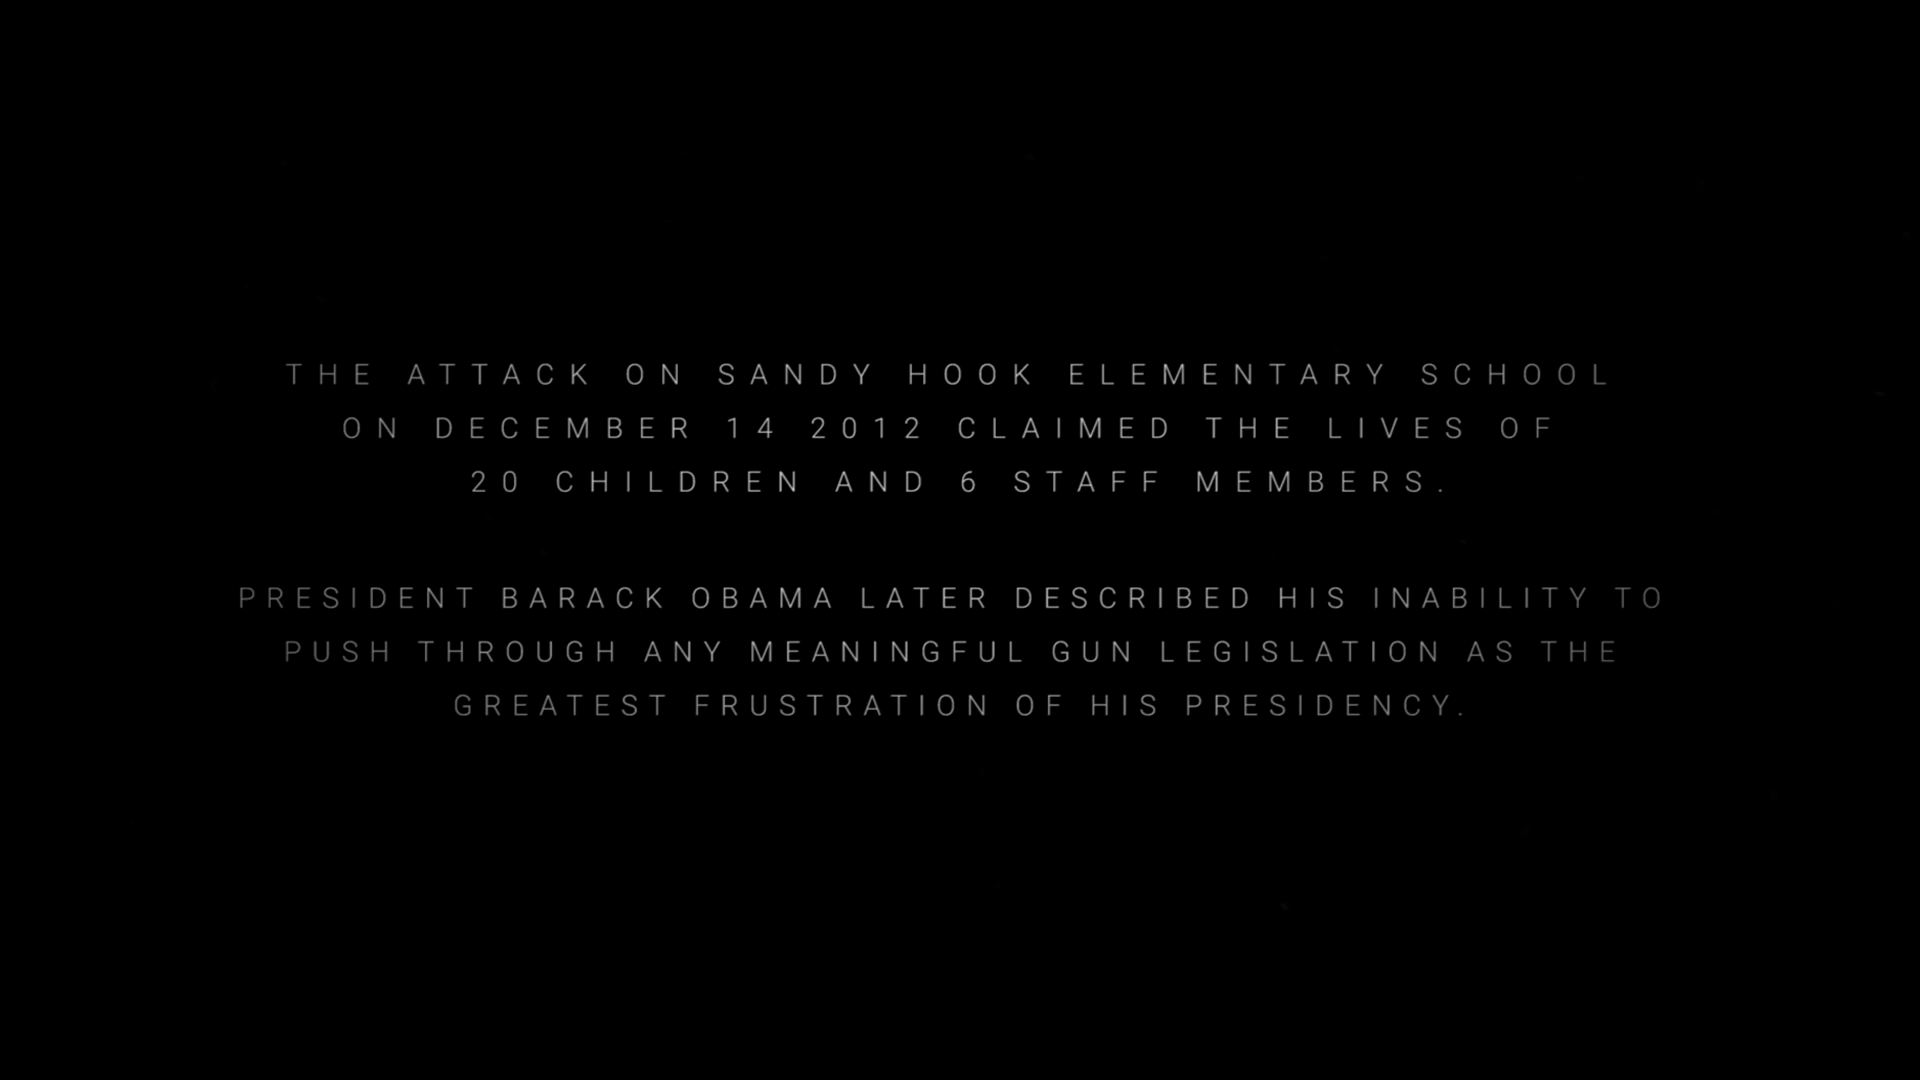 THE ATTACK ON SANDY HOOK ELEMENTARY SCHOOL
ON DECEMBER 14 2012 CLAIMED THE LIVES OF
20 CHILDREN AND 6 STAFF MEMBERS.
PRESIDENT BARACK OBAMA LATER DESCRIBED HIS INABILITY TO
PUSH THROUGH ANY MEANINGFUL GUN LEGISLATION AS THE
GREATEST FRUSTRATION OF HIS PRESIDENCY.